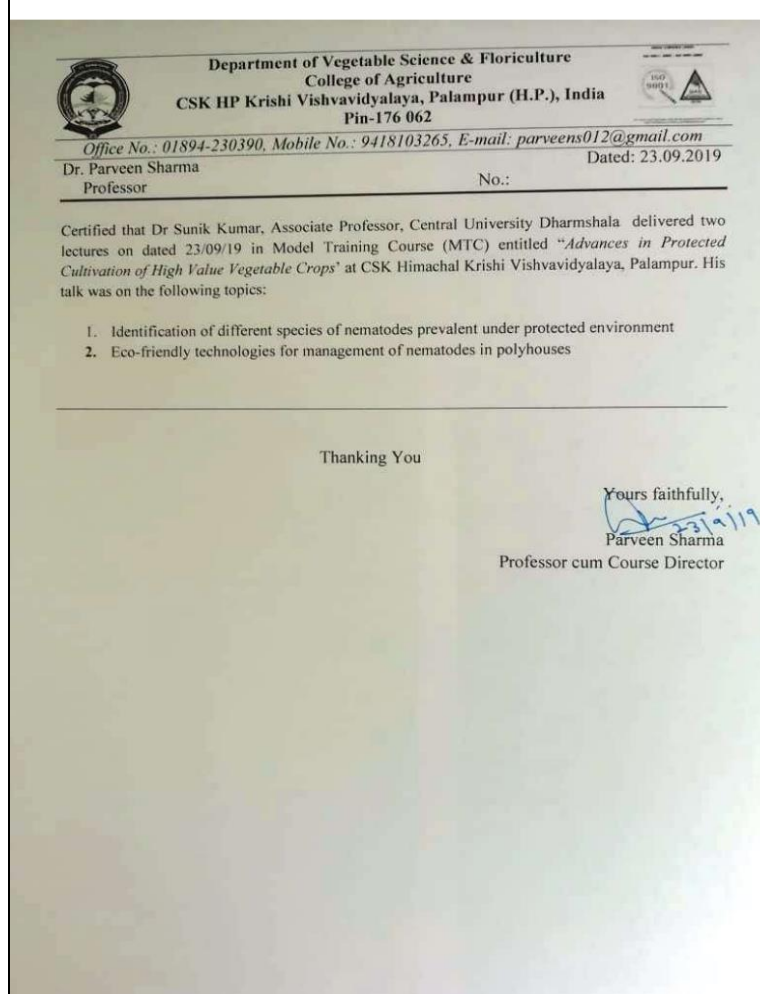 Department of Vegetable Science & Floriculture
College of Agriculture
CSK HP Krishi Vishvavidyalaya, Palampur (H.P.), India
Pin-176 062
ISO
9001
Office No.: 01894-230390, Mobile No.: 9418103265, E-mail: parveens012@gmail.com
Dr. Parveen Sharma
Dated: 23.09.2019
Professor
No.:
Certified that Dr Sunik Kumar, Associate Professor, Central University Dharmshala delivered two
lectures on dated 23/09/19 in Model Training Course (MTC) entitled “Advances in Protected
Cultivation of High Value Vegetable Crops’ at CSK Himachal Krishi Vishvavidyalaya, Palampur. His
talk was on the following topics:
1. Identification of different species of nematodes prevalent under protected environment
2. Eco-friendly technologies for management of nematodes in polyhouses
Thanking You
Yours faithfully,
23/9/19
Parveen Sharma
Professor cum Course Director